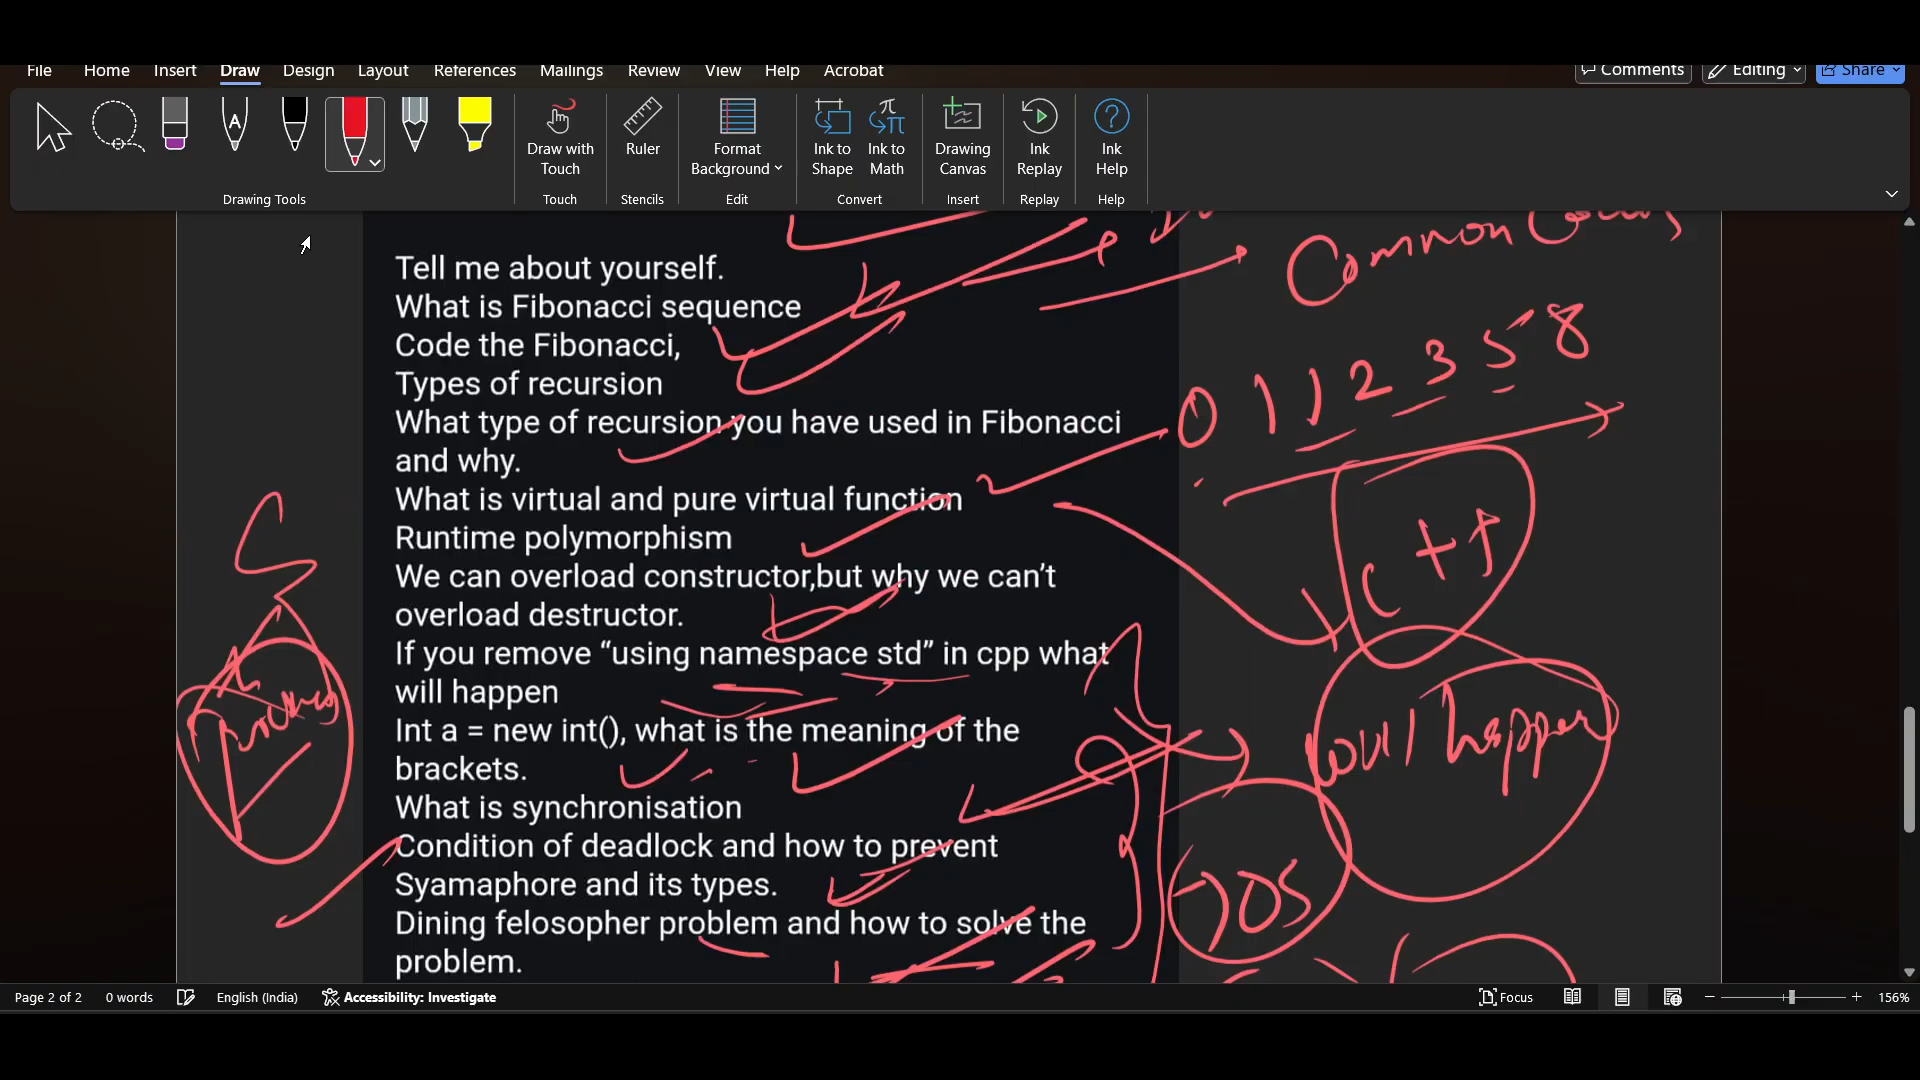 File Home Insert Draw Design Layout References Mailings Review View Help Acrobat Comments Editing Share
A
Draw with Touch
Ruler
Format Background
Ink to Shape
Ink to Math
Drawing Canvas
Ink Replay
Ink Help
Drawing Tools Touch Stencils Edit Convert Insert Replay Help
Common
Tell me about yourself.
What is Fibonacci sequence
Code the Fibonacci,
Types of recursion
0 1 1 2 3 5 8
What type of recursion you have used in Fibonacci
and why.
What is virtual and pure virtual function
Runtime polymorphism
C++
We can overload constructor,but why we can't
overload destructor.
If you remove “using namespace std” in cpp what
will happen
will happen
Int a = new int(), what is the meaning of the
brackets.
What is synchronisation
Condition of deadlock and how to prevent
Syamaphore and its types.
OS
Dining felosopher problem and how to solve the
problem.
Page 2 of 2 0 words English (India) Accessibility: Investigate Focus 156%